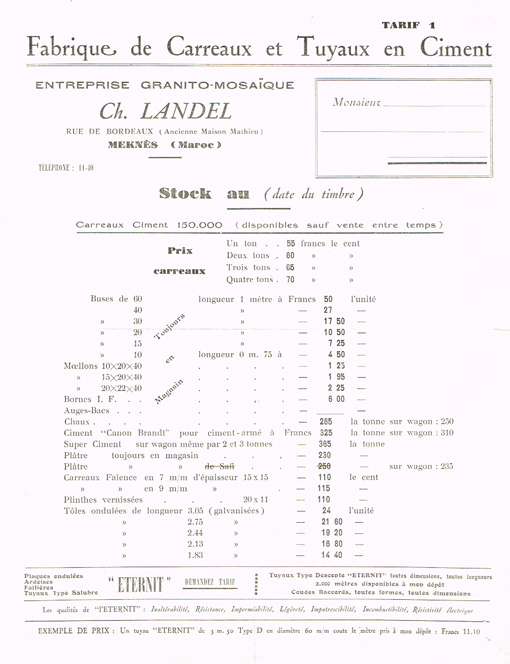 TARIF 1
Fabrique de Carreaux et Tuyaux en Ciment
ENTREPRISE GRANITO-MOSAÏQUE
Ch. LANDEL
RUE DE BORDEAUX (Ancienne Maison Mathieu)
MEKNÈS (Maroc)
TÉLÉPHONE : 11-40
Monsieur
Stock au (date du timbre)
Carreaux Ciment 150.000 (disponibles sauf vente entre temps)
Prix carreaux
Un ton . . 55 francs le cent
Deux tons . 60 » »
Trois tons . 65 » »
Quatre tons . 70 » »
Toujours en Magasin
Buses de 60 longueur 1 mètre à Francs 50 l'unité
40 » — 27 —
» 30 » — 17 50 —
» 20 » — 10 50 —
» 15 » — 7 25 —
» 10 longueur 0 m. 75 à — 4 50 —
Mœllons 10×20×40 . . . . — 1 25 —
» 15×20×40 . . . . — 1 95 —
» 20×22×40 . . . . — 2 25 —
Bornes I. F. . . . . . . — 6 00 —
Auges-Bacs . . . . . . . — —
Chaux . . . . . . . — 265 la tonne sur wagon : 250
Ciment "Canon Brandt" pour ciment-armé à Francs 325 la tonne sur wagon : 310
Super Ciment sur wagon même par 2 et 3 tonnes — 365 la tonne
Plâtre toujours en magasin . . . — 230 —
Plâtre » » de Safi . . — 250 — sur wagon : 235
Carreaux Faïence en 7 m/m d'épaisseur 15 x 15 — 110 le cent
» » en 9 m/m » . — 115 —
Plinthes vernissées . . . 20 x 11 — 110 —
Tôles ondulées de longueur 3.05 (galvanisées) — 24 l'unité
» 2.75 » — 21 60 —
» 2.44 » — 19 20 —
» 2.13 » — 16 80 —
» 1.83 » — 14 40 —
Plaques ondulées
Ardoises
Faîtières
Tuyaux Type Salubre
"ETERNIT"
DEMANDEZ TARIF
Tuyaux Type Descente "ETERNIT" toutes dimensions, toutes longueurs
2.000 mètres disponibles à mon dépôt
Coudes Raccords, toutes formes, toutes dimensions
Les qualités de "l'ETERNIT" : Inaltérabilité, Résistance, Imperméabilité, Légèreté, Imputrescibilité, Incombustibilité, Résistivité électrique
EXEMPLE DE PRIX : Un tuyau "ETERNIT" de 3 m. 50 Type D en diamètre 60 m/m coute le mètre pris à mon dépôt : Francs 11.10